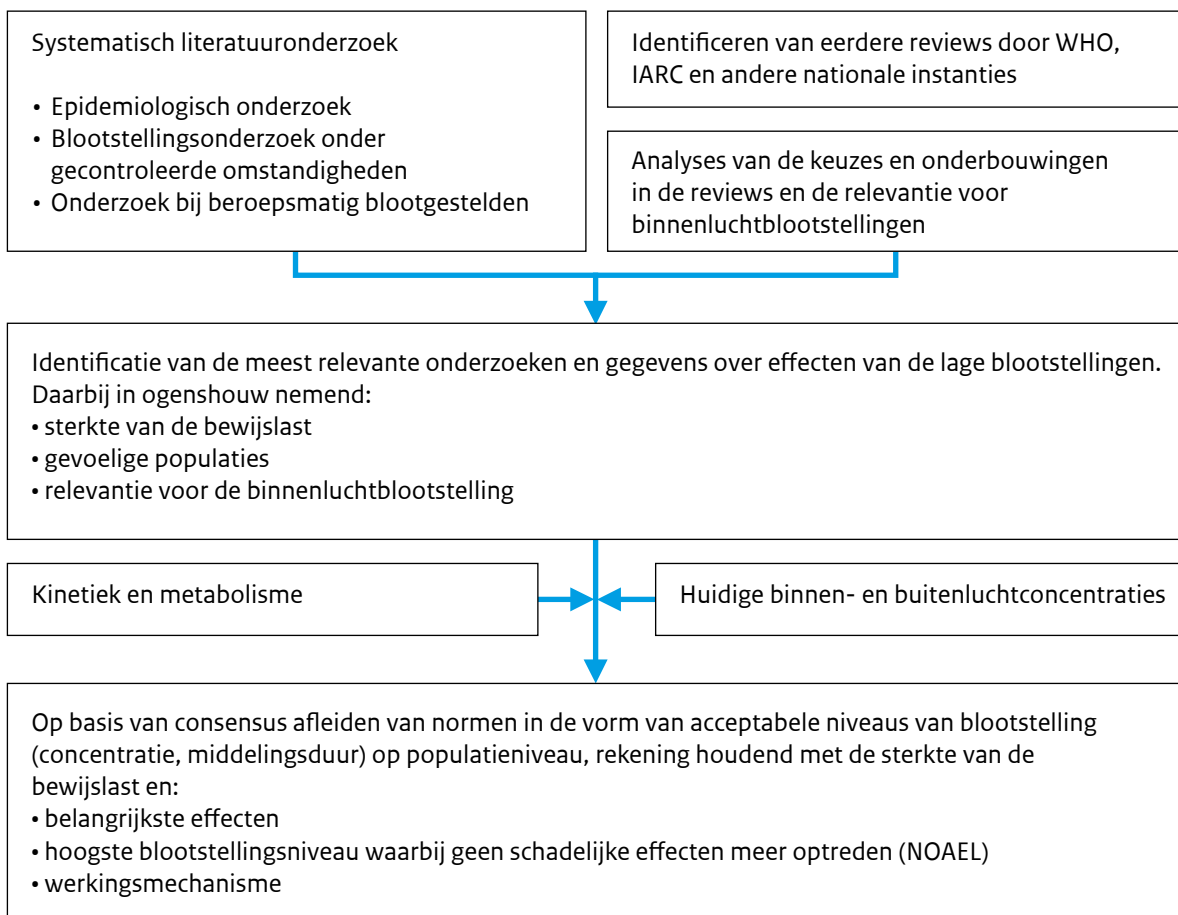 Systematisch literatuuronderzoek
• Epidemiologisch onderzoek
• Blootstellingsonderzoek onder
gecontroleerde omstandigheden
• Onderzoek bij beroepsmatig blootgestelden
Identificeren van eerdere reviews door WHO,
IARC en andere nationale instanties
Analyses van de keuzes en onderbouwingen
in de reviews en de relevantie voor
binnenluchtblootstellingen
Identificatie van de meest relevante onderzoeken en gegevens over effecten van de lage blootstellingen.
Daarbij in ogenshouw nemend:
• sterkte van de bewijslast
• gevoelige populaties
• relevantie voor de binnenluchtblootstelling
Kinetiek en metabolisme
Huidige binnen- en buitenluchtconcentraties
Op basis van consensus afleiden van normen in de vorm van acceptabele niveaus van blootstelling
(concentratie, middelingsduur) op populatieniveau, rekening houdend met de sterkte van de
bewijslast en:
• belangrijkste effecten
• hoogste blootstellingsniveau waarbij geen schadelijke effecten meer optreden (NOAEL)
• werkingsmechanisme